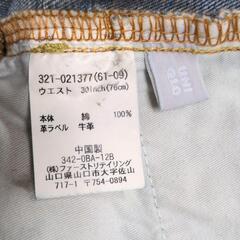 321-021377(61-09)
ウエスト 30inch(76cm)
本体 綿 100%
革ラベル 牛革
中国製
342-0BA-12B
(株)ファーストリテイリング
山口県山口市大字佐山
717-1 〒754-0894
UNI
QLO